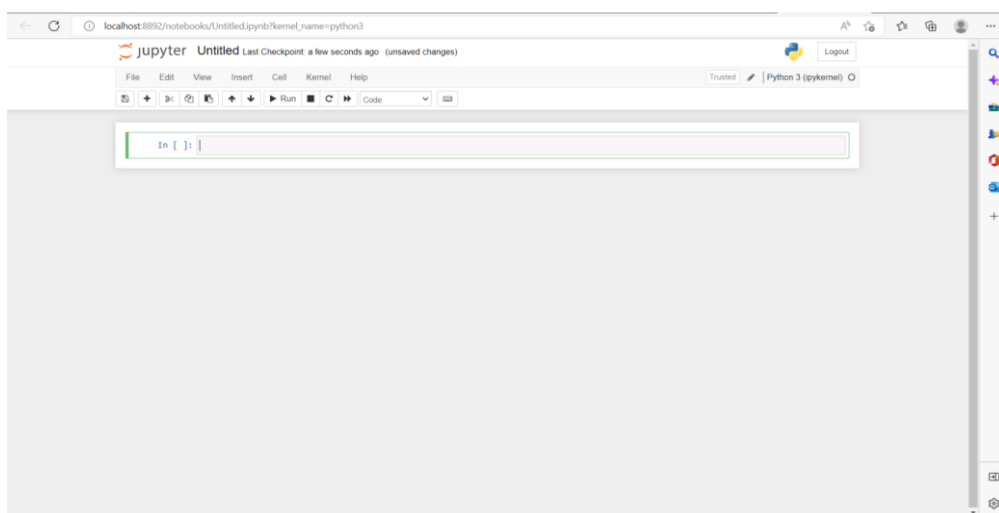 localhost:8892/notebooks/Untitled.ipynb?kernel_name=python3
jupyter Untitled Last Checkpoint: a few seconds ago (unsaved changes)
Logout
File Edit View Insert Cell Kernel Help
Trusted Python 3 (ipykernel)
Run Code
In [ ]: